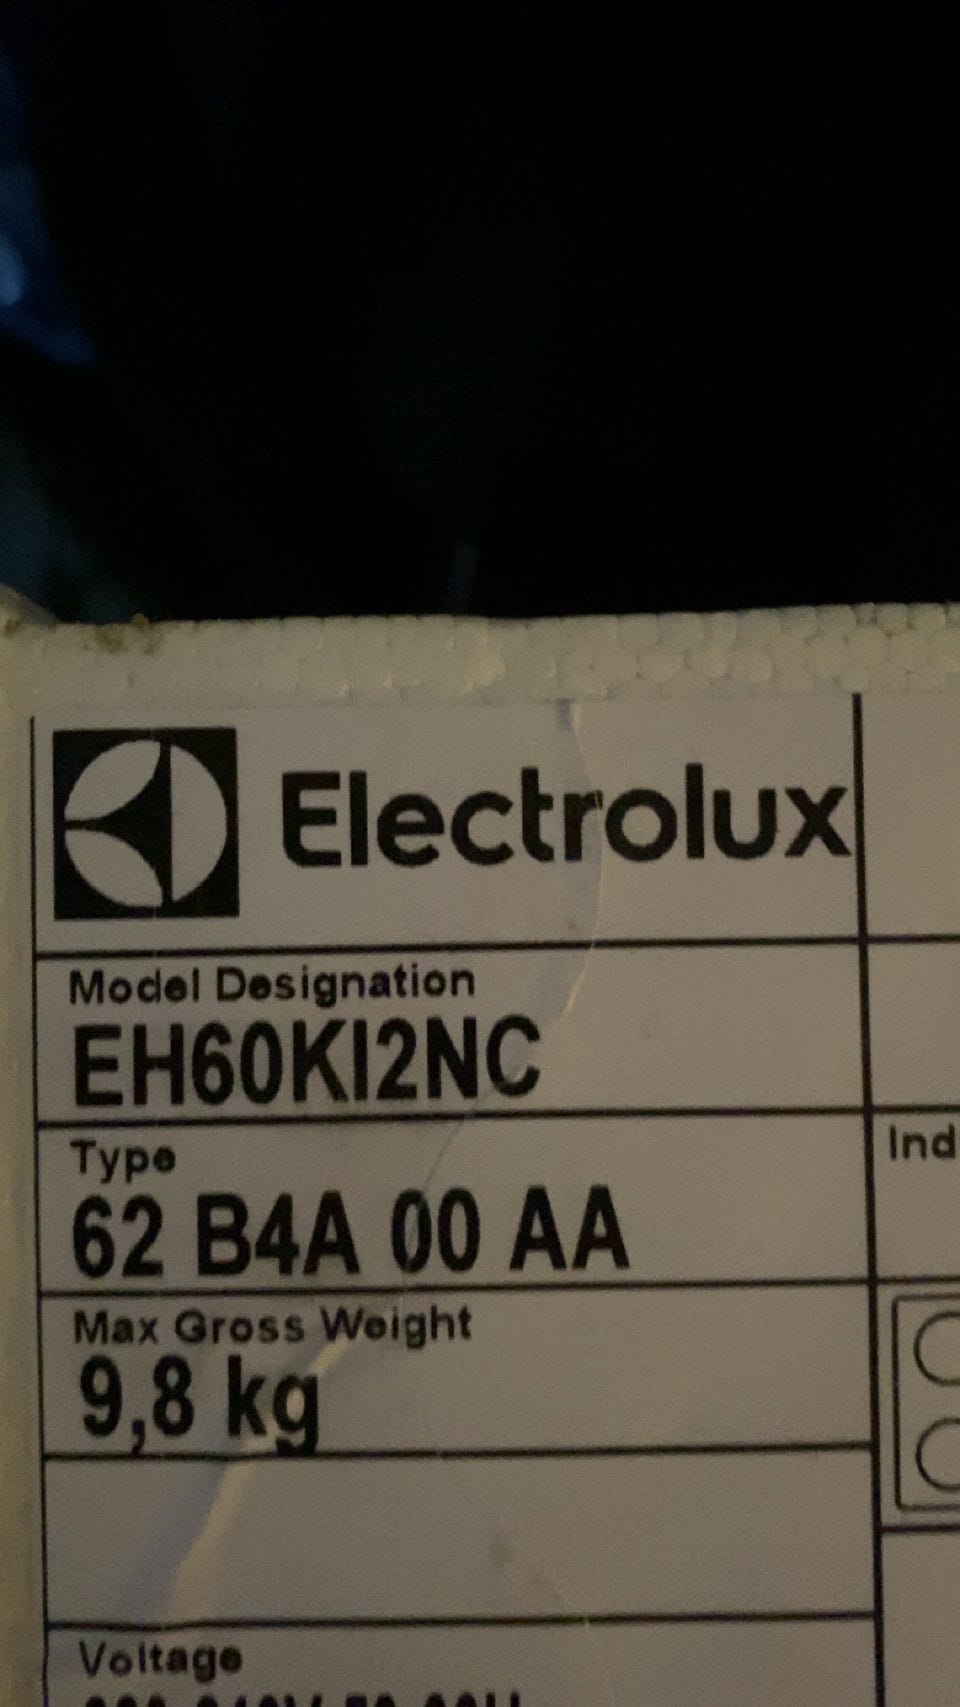 Electrolux
Model Designation
EH60KI2NC
Type
62 B4A 00 AA
Ind
Max Gross Weight
9,8 kg
Voltage